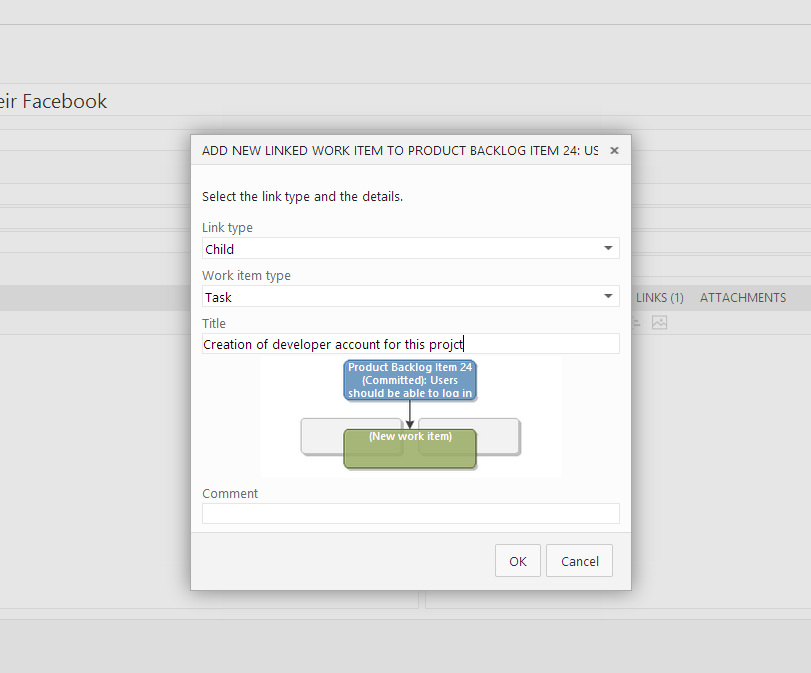 eir Facebook
ADD NEW LINKED WORK ITEM TO PRODUCT BACKLOG ITEM 24: US
Select the link type and the details.
Link type
Child
Work item type
Task
LINKS (1) ATTACHMENTS
Title
Creation of developer account for this projct
Product Backlog Item 24
(Committed): Users
should be able to log in
(New work item)
Comment
OK Cancel